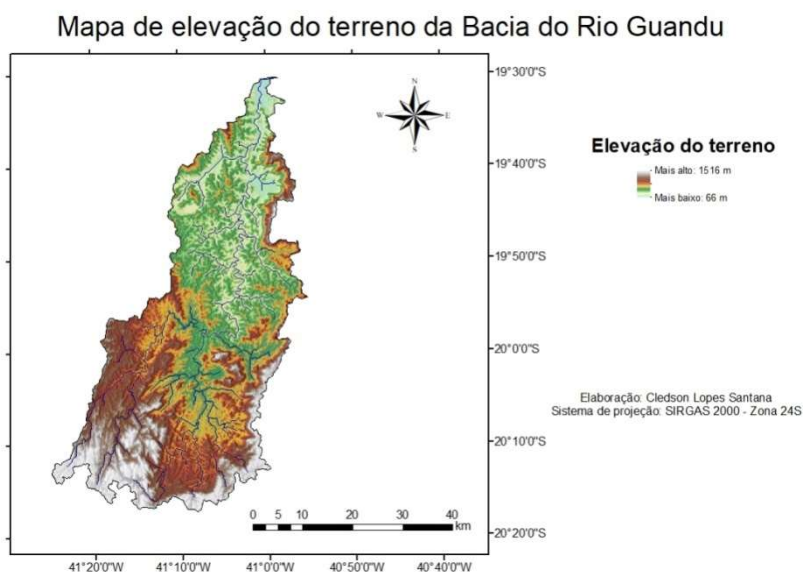 Mapa de elevação do terreno da Bacia do Rio Guandu
19°30'0"S
N
W
E
S
19°40'0"S
Elevação do terreno
Mais alto: 1516 m
Mais baixo: 66 m
19°50'0"S
20°0'0"S
Elaboração: Cledson Lopes Santana
Sistema de projeção: SIRGAS 2000 - Zona 24S
20°10'0"S
0 5 10 20 30 40
km
20°20'0"S
41°20'0"W 41°10'0"W 41°0'0"W 40°50'0"W 40°40'0"W